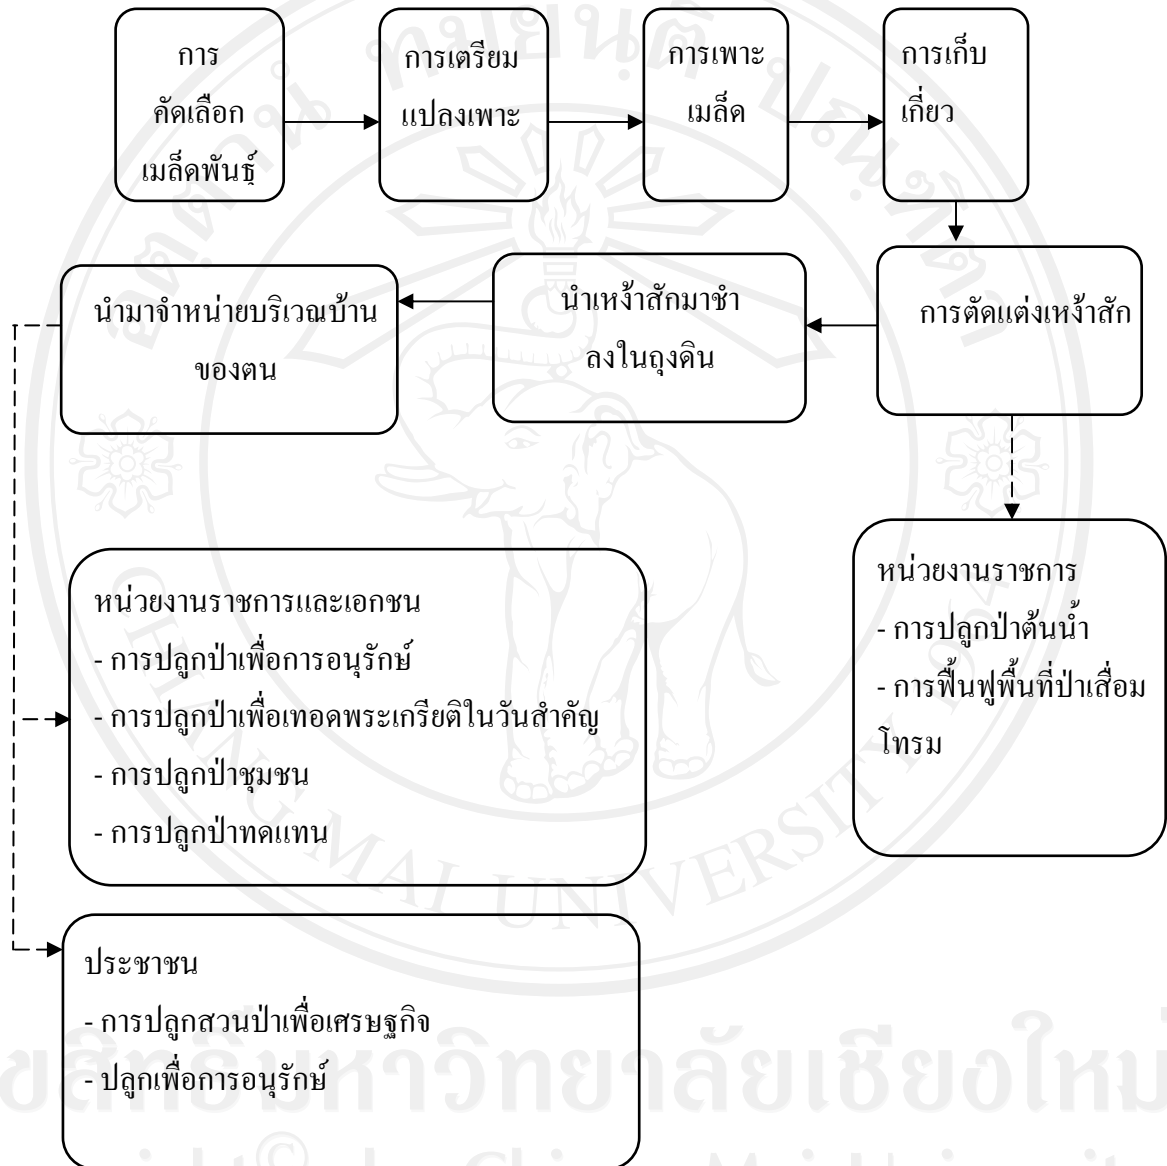 การ
คัดเลือก
เมล็ดพันธุ์
การเตรียม
แปลงเพาะ
การเพาะ
เมล็ด
การเก็บ
เกี่ยว
การตัดแต่งเหง้าสัก
นำเหง้าสักมาชำ
ลงในถุงดิน
นำมาจำหน่ายบริเวณบ้าน
ของตน
หน่วยงานราชการ
- การปลูกป่าต้นน้ำ
- การฟื้นฟูพื้นที่ป่าเสื่อม
โทรม
หน่วยงานราชการและเอกชน
- การปลูกป่าเพื่อการอนุรักษ์
- การปลูกป่าเพื่อเทอดพระเกรียติในวันสำคัญ
- การปลูกป่าชุมชน
- การปลูกป่าทดแทน
ประชาชน
- การปลูกสวนป่าเพื่อเศรษฐกิจ
- ปลูกเพื่อการอนุรักษ์
CHIANG MAI UNIVERSITY 1964